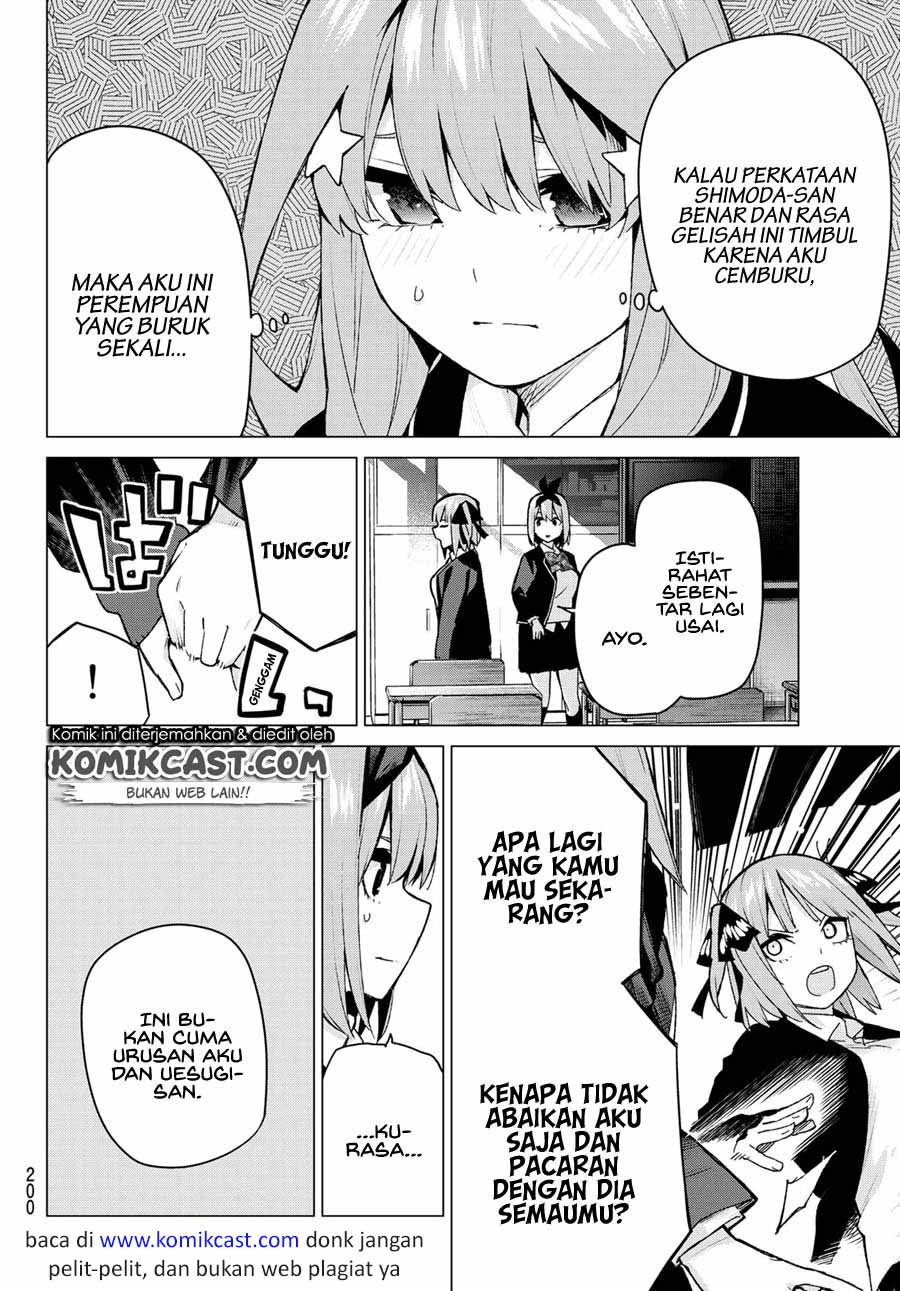 KALAU PERKATAAN
SHIMODA-SAN
BENAR DAN RASA
GELISAH INI TIMBUL
KARENA AKU
CEMBURU,
MAKA AKU INI
PEREMPUAN
YANG BURUK
SEKALI...
ISTI-
RAHAT
SEBEN-
TAR LAGI
USAI.
AYO.
TUNGGU!
ばっ
GENGGAM
!
Komik ini diterjemahkan & diedit oleh
KOMIKCAST.COM
BUKAN WEB LAIN!!
APA LAGI
YANG KAMU
MAU SEKA-
RANG?
KENAPA TIDAK
ABAIKAN AKU
SAJA DAN
PACARAN
DENGAN DIA
SEMAUMU?
...KU-
RASA...
INI BU-
KAN CUMA
URUSAN AKU
DAN UESUGI-
SAN.
200
baca di www.komikcast.com donk jangan
pelit-pelit, dan bukan web plagiat ya